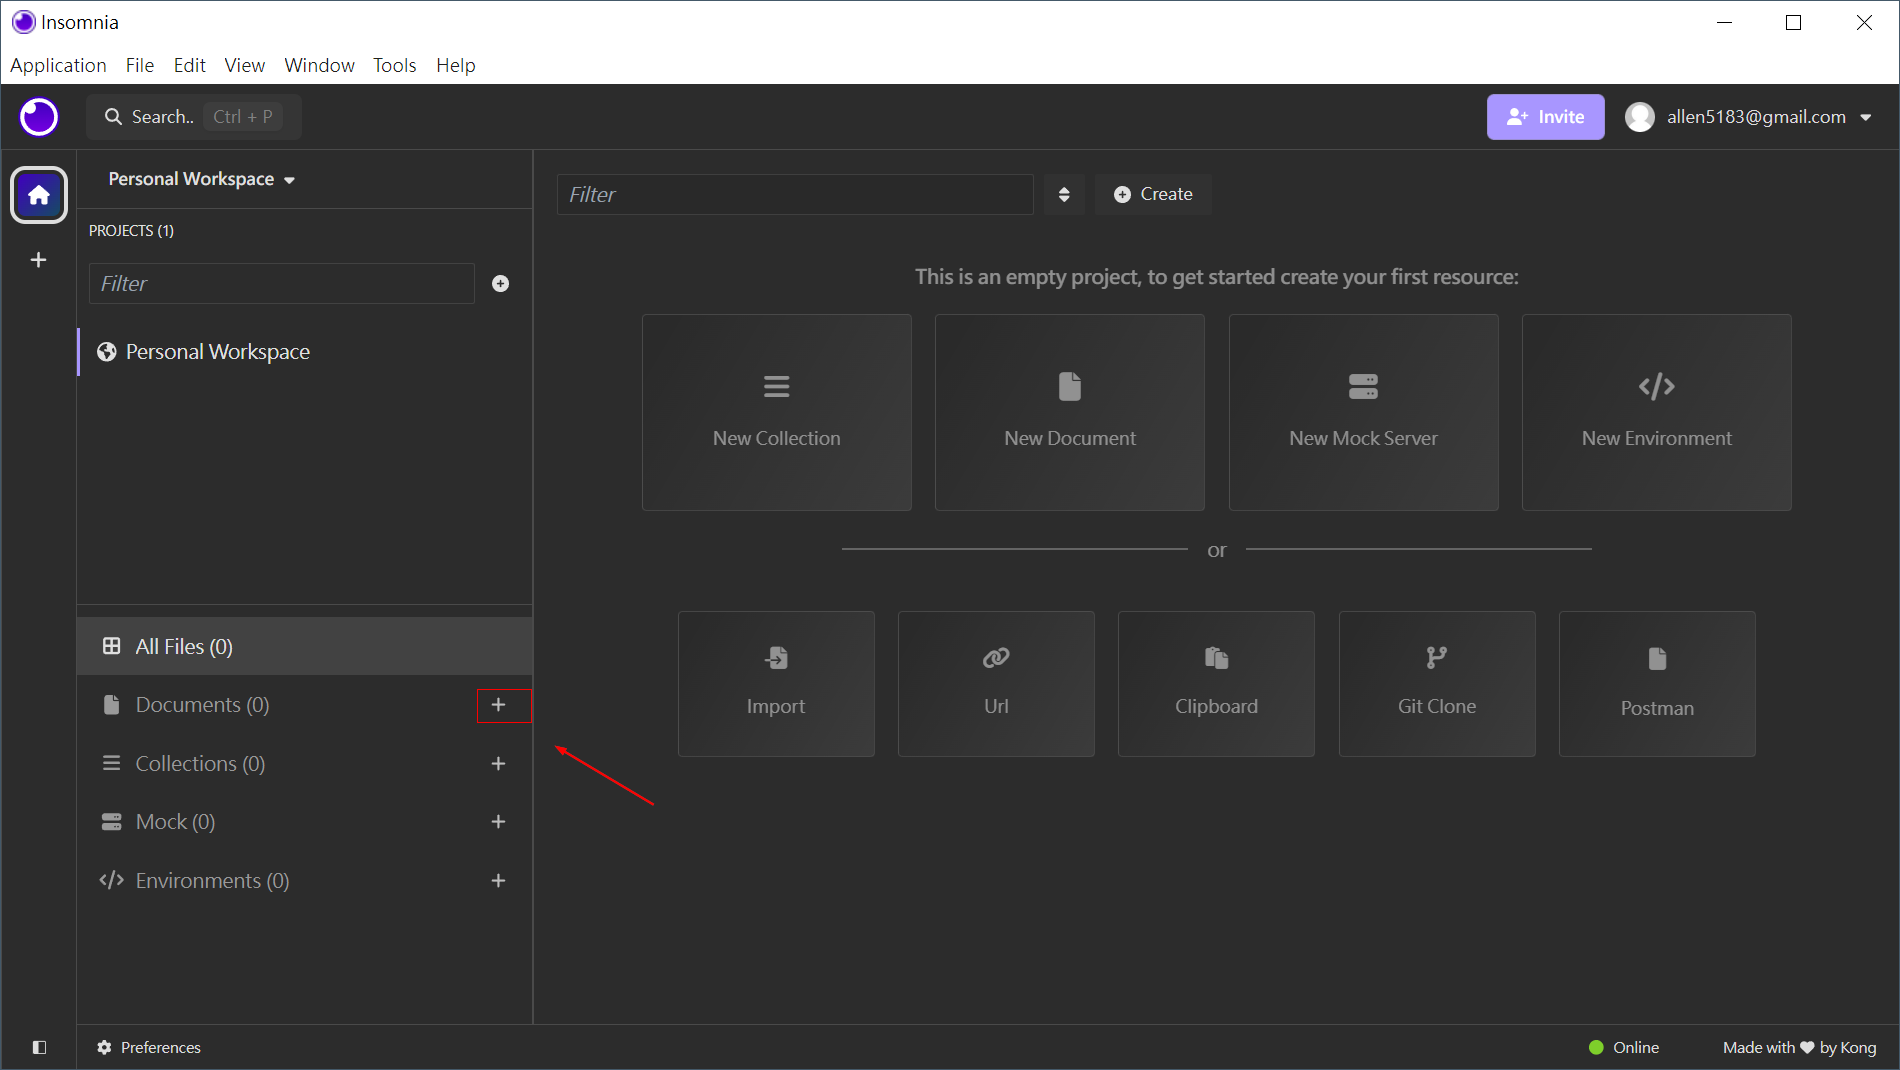 Insomnia
Application File Edit View Window Tools Help
Search.. Ctrl + P
Invite
allen5183@gmail.com
Personal Workspace
PROJECTS (1)
Filter
Personal Workspace
All Files (0)
Documents (0)
Collections (0)
Mock (0)
Environments (0)
Filter
Create
This is an empty project, to get started create your first resource:
New Collection
New Document
New Mock Server
New Environment
or
Import
Url
Clipboard
Git Clone
Postman
Preferences
Online
Made with ♥ by Kong